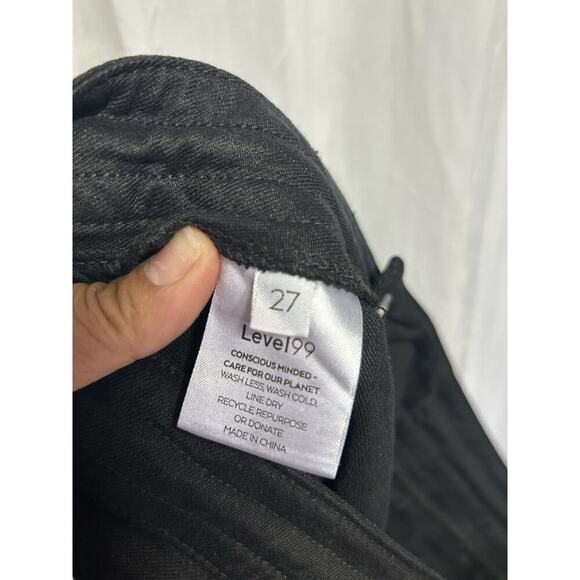 27
Level99
CONSCIOUS MINDED -
CARE FOR OUR PLANET
WASH LESS, WASH COLD,
LINE DRY
RECYCLE, REPURPOSE
OR DONATE
MADE IN CHINA